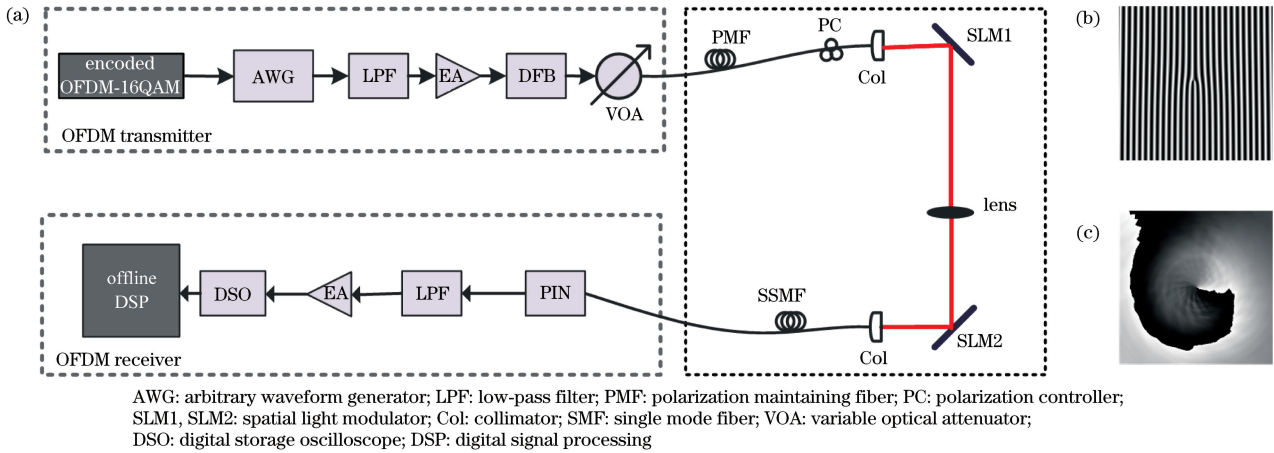 (a)
encoded
OFDM-16QAM
AWG
LPF
EA
DFB
VOA
OFDM transmitter
PMF
PC
Col
SLM1
lens
SLM2
Col
SSMF
PIN
LPF
EA
DSO
offline
DSP
OFDM receiver
(b)
(c)
AWG: arbitrary waveform generator; LPF: low-pass filter; PMF: polarization maintaining fiber; PC: polarization controller;
SLM1, SLM2: spatial light modulator; Col: collimator; SMF: single mode fiber; VOA: variable optical attenuator;
DSO: digital storage oscilloscope; DSP: digital signal processing